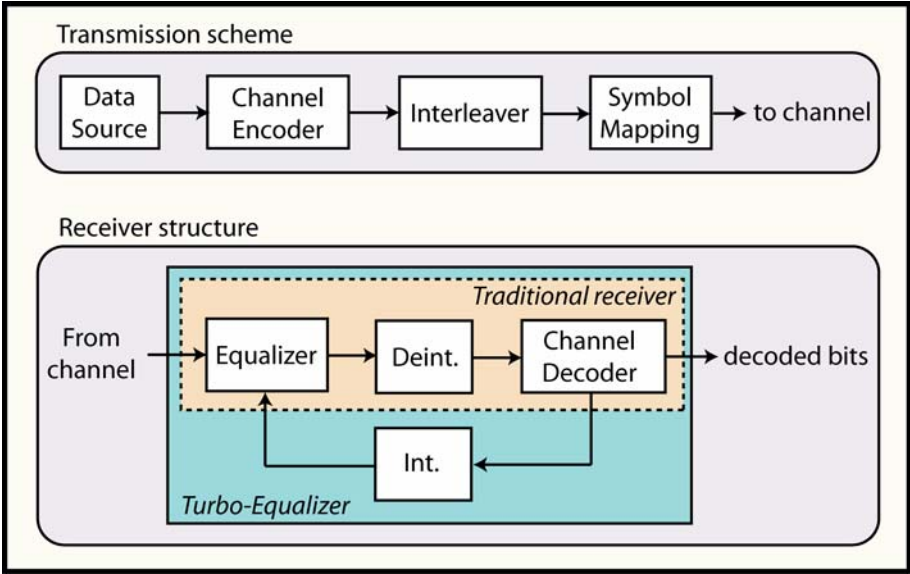 Transmission scheme
Data
Source
Channel
Encoder
Interleaver
Symbol
Mapping
to channel
Receiver structure
Traditional receiver
From
channel
Equalizer
Deint.
Channel
Decoder
decoded bits
Int.
Turbo-Equalizer